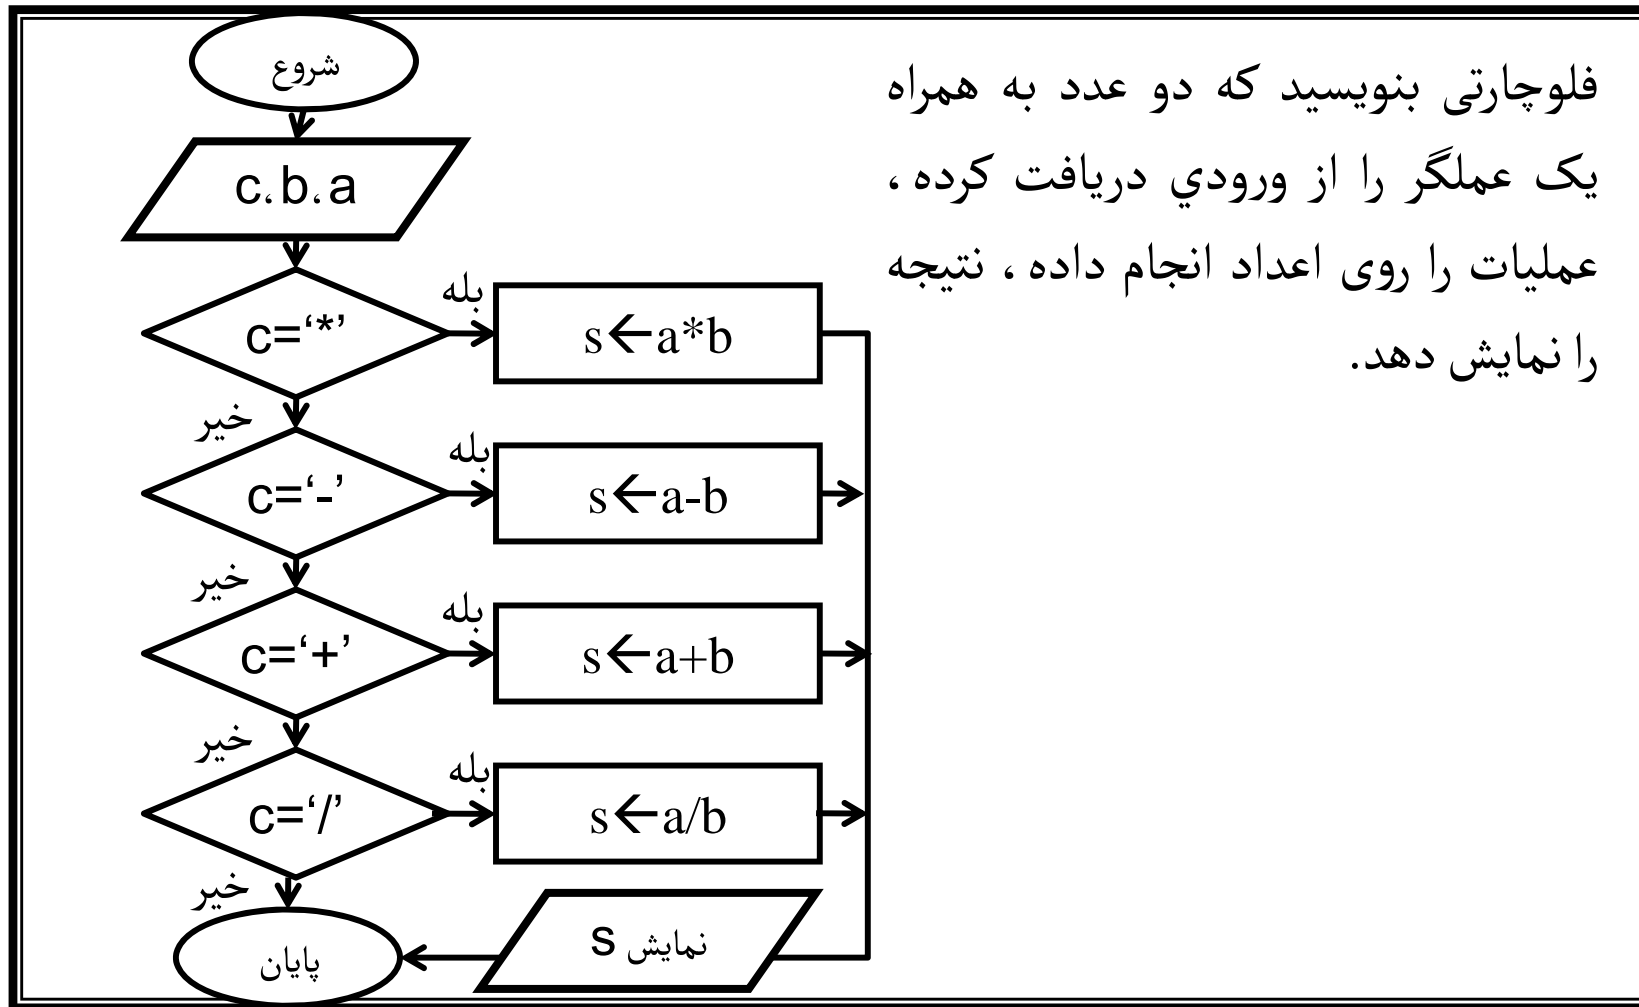 فلوچارتی بنویسید که دو عدد به همراه
یک عملگر را از ورودي دریافت کرده ،
عملیات را روی اعداد انجام داده ، نتیجه
را نمایش دهد.
شروع
c، b، a
c=‘*’
بله
s←a*b
خیر
c=‘-’
بله
s←a-b
خیر
c=‘+’
بله
s←a+b
خیر
c=‘/’
بله
s←a/b
خیر
نمایش s
پایان